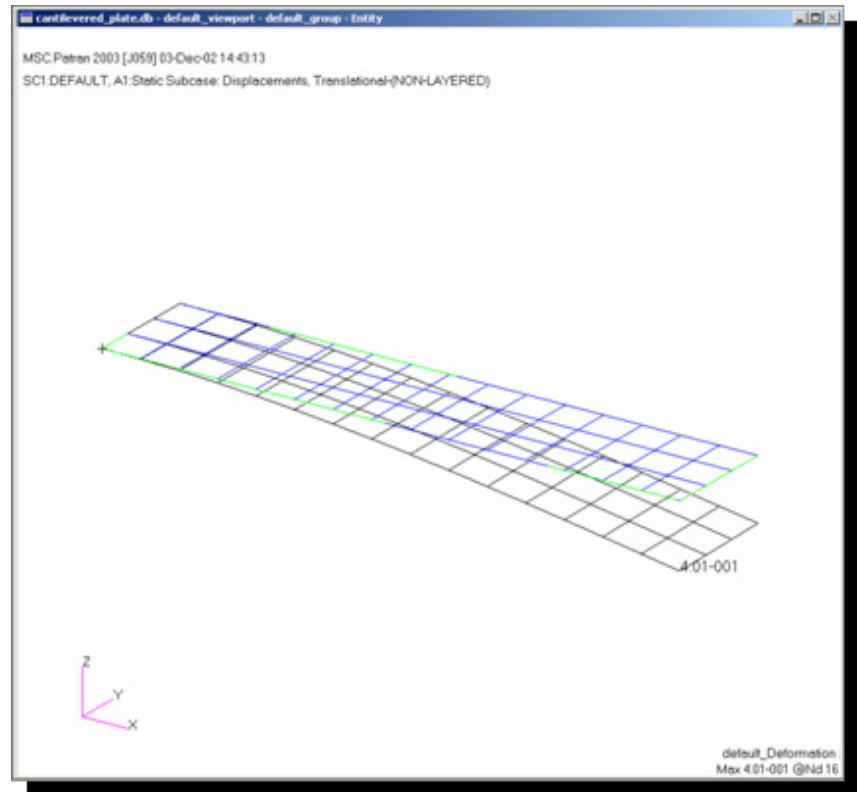 cantilevered_plate.db - default_viewport - default_group - Entity
MSC.Patran 2003 [J059] 03-Dec-02 14:43:13
SC1:DEFAULT, A1:Static Subcase: Displacements, Translational-(NON-LAYERED)
4.01-001
Z
Y
X
default_Deformation :
Max 4.01-001 @Nd 16